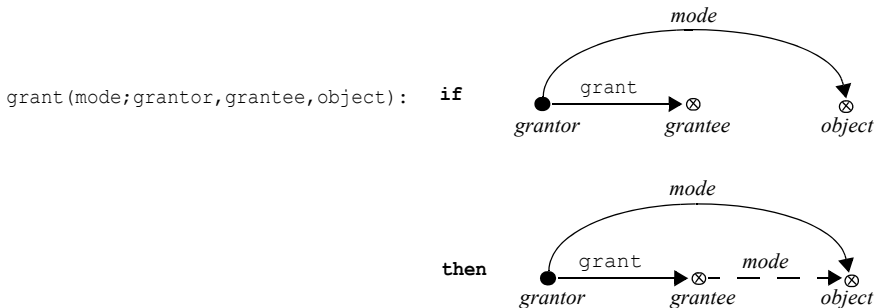 mode
grant(mode;grantor,grantee,object): if grant
grantor grantee object
mode
then grant mode
grantor grantee object